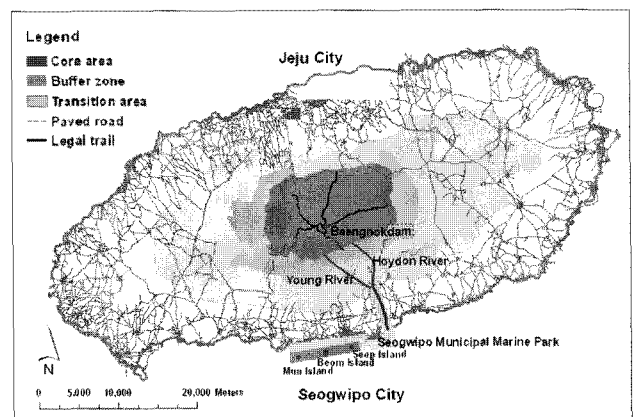 Legend
Core area
Buffer zone
Transition area
Paved road
Legal trail
Jeju City
Baengnokdam
Hoydon River
Young River
Seogwipo Municipal Marine Park
Seop Island
Beom Island
Mun Island
Seogwipo City
N
0 5,000 10,000 20,000 Meters